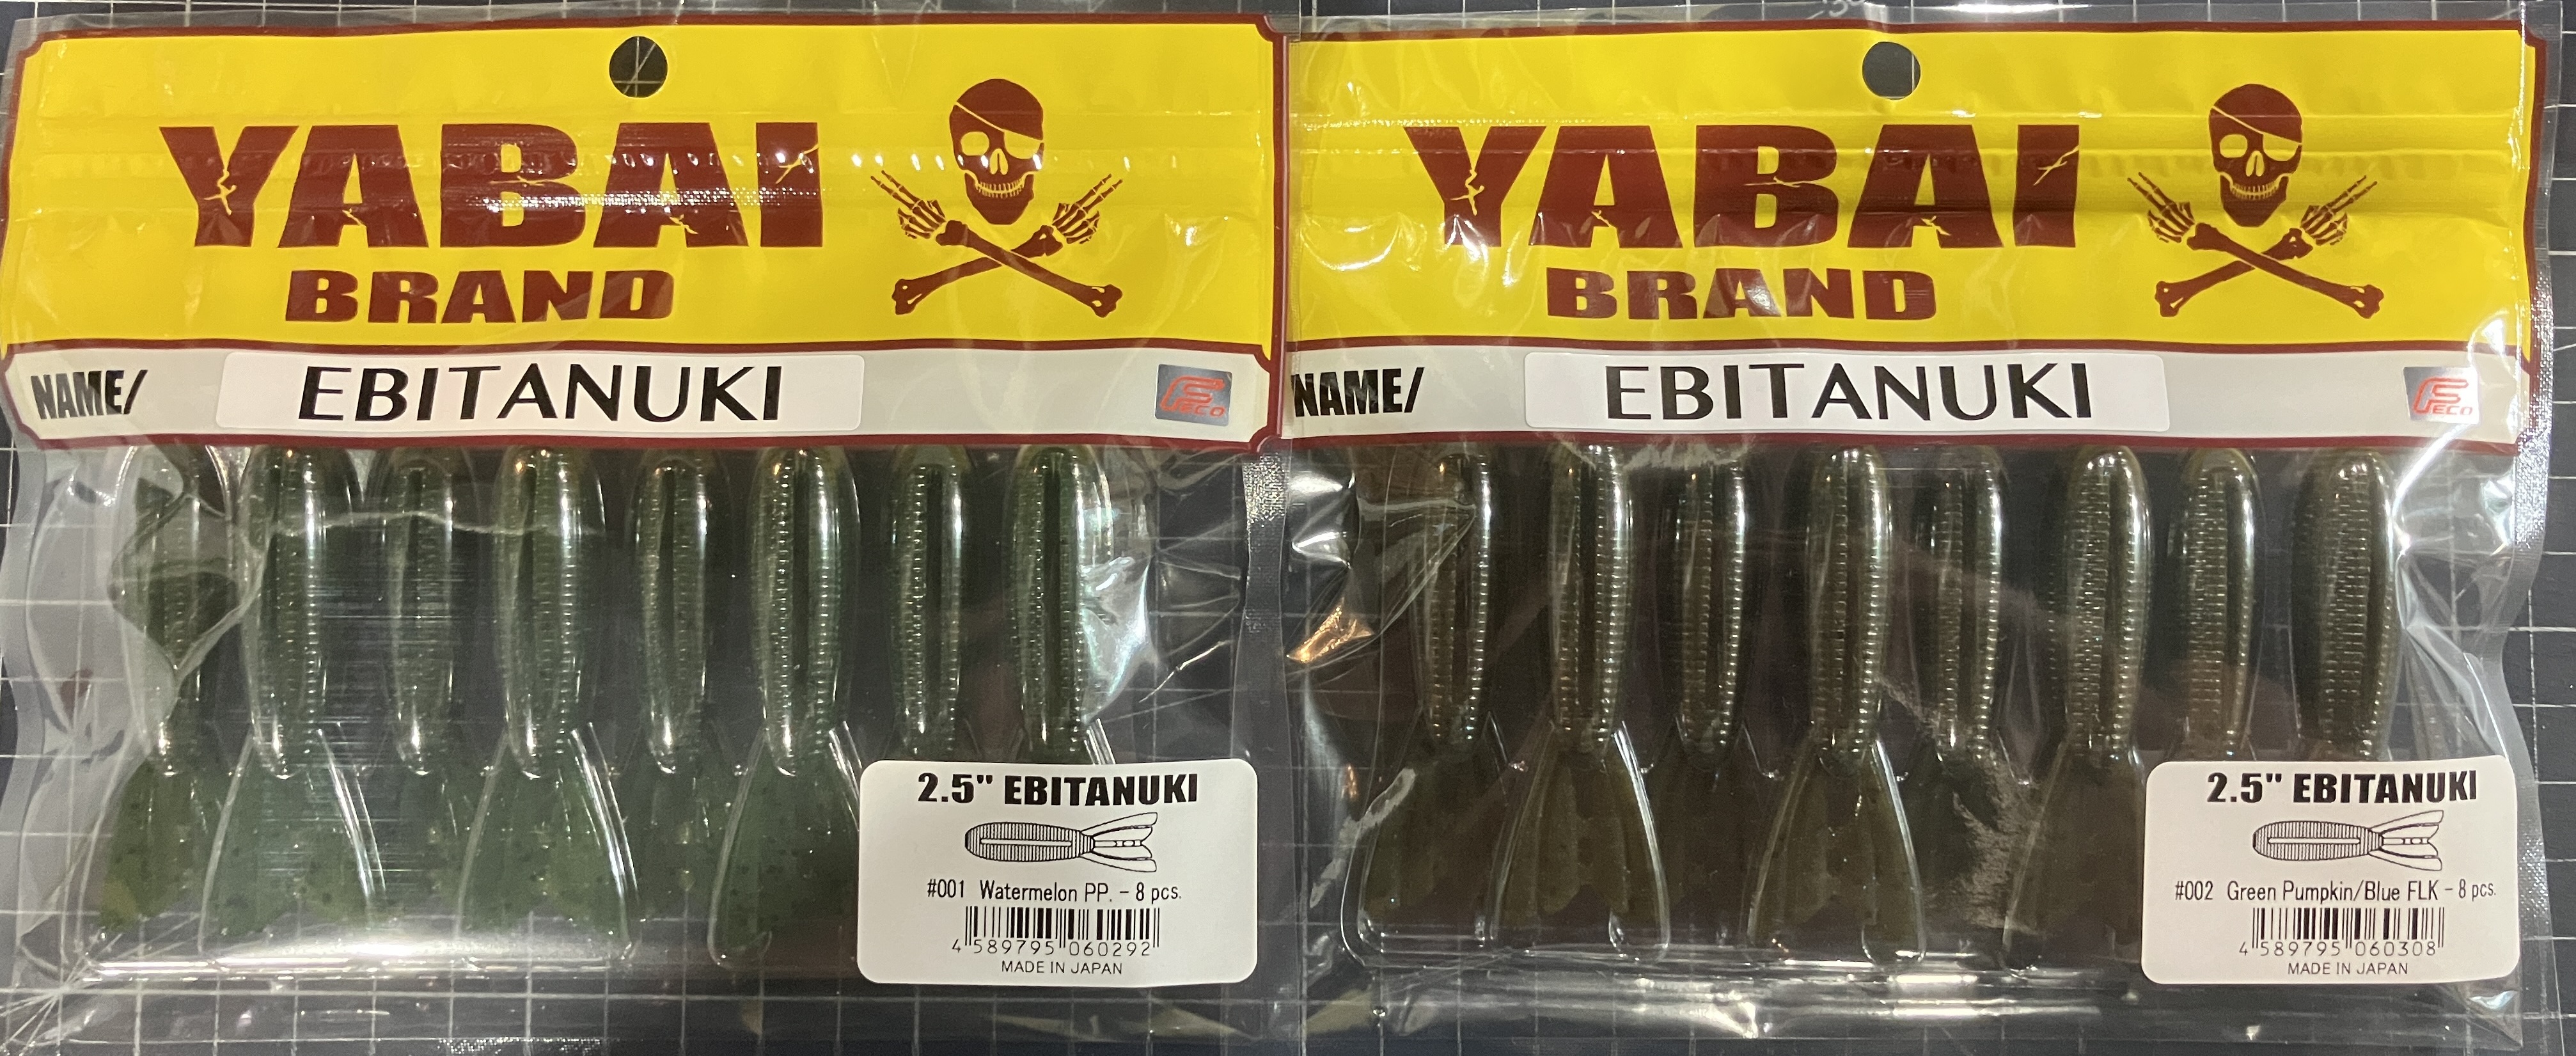 YABAI
BRAND
NAME/ EBITANUKI
FECO
2.5" EBITANUKI
#001 Watermelon PP. - 8 pcs.
4 589795 060292
MADE IN JAPAN
YABAI
BRAND
NAME/ EBITANUKI
FECO
2.5" EBITANUKI
#002 Green Pumpkin/Blue FLK - 8 pcs.
4 589795 060308
MADE IN JAPAN